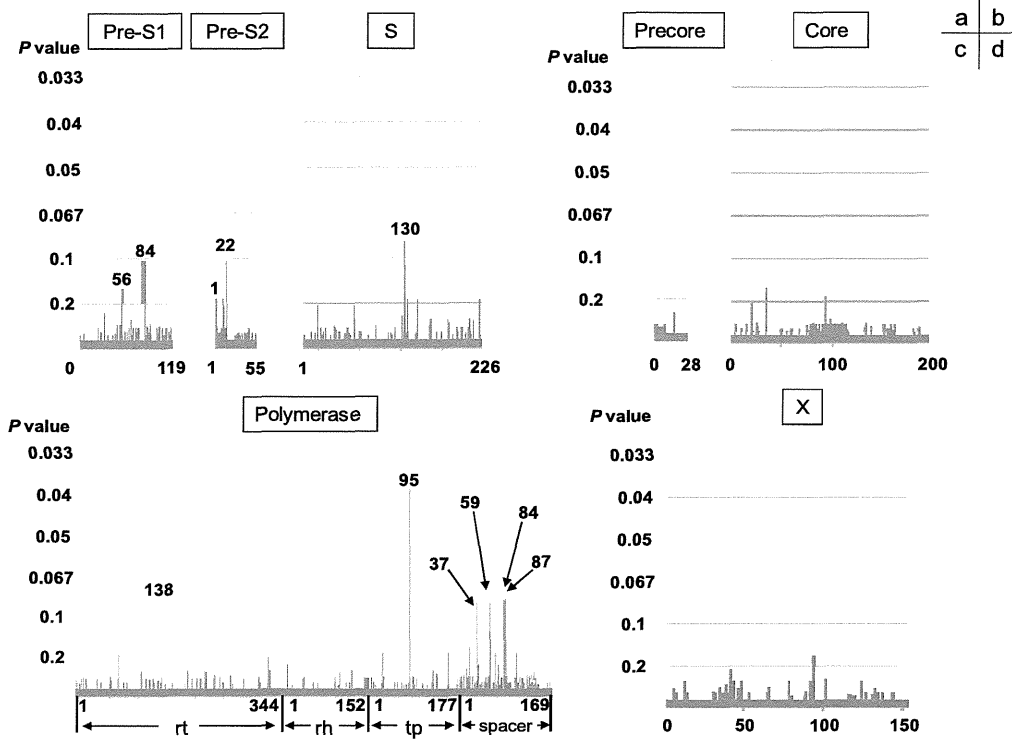 Pre-S1 Pre-S2 S
P value
0.033
0.04
0.05
0.067
0.1
0.2
56 84
1 22
130
0 119 1 55 1 226
Precore Core
P value
0.033
0.04
0.05
0.067
0.1
0.2
0 28 0 100 200
a b
c d
Polymerase
P value
0.033
0.04
0.05
0.067
0.1
0.2
138
95
59 84
37 87
1 344 1 152 1 177 1 169
rt rh tp spacer
X
P value
0.033
0.04
0.05
0.067
0.1
0.2
0 50 100 150